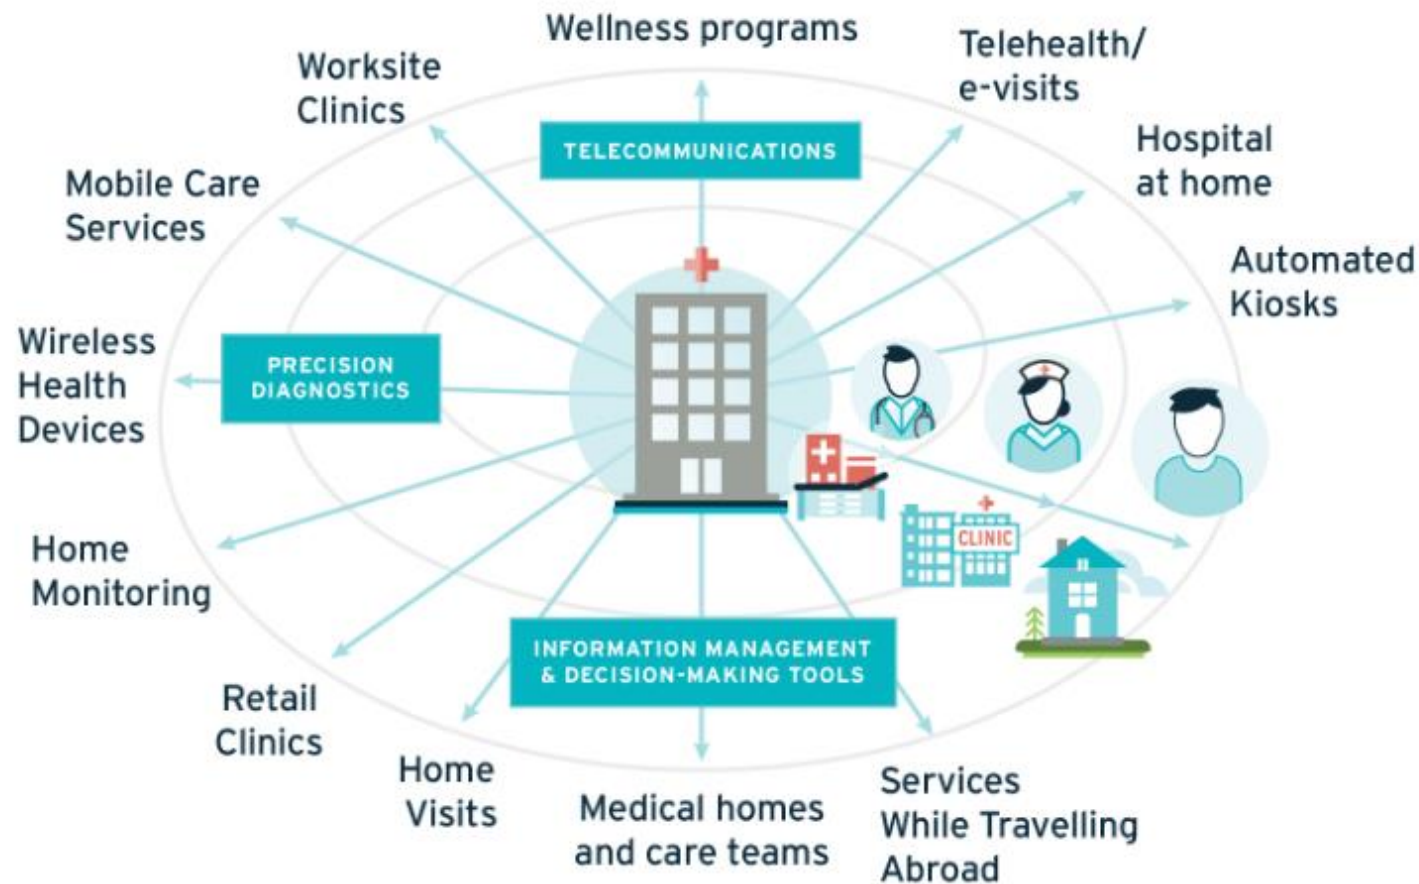 Wellness programs
Telehealth/
e-visits
Worksite
Clinics
TELECOMMUNICATIONS
Hospital
at home
Mobile Care
Services
Automated
Kiosks
Wireless
Health
Devices
PRECISION
DIAGNOSTICS
CLINIC
Home
Monitoring
INFORMATION MANAGEMENT
& DECISION-MAKING TOOLS
Retail
Clinics
Home
Visits
Medical homes
and care teams
Services
While Travelling
Abroad